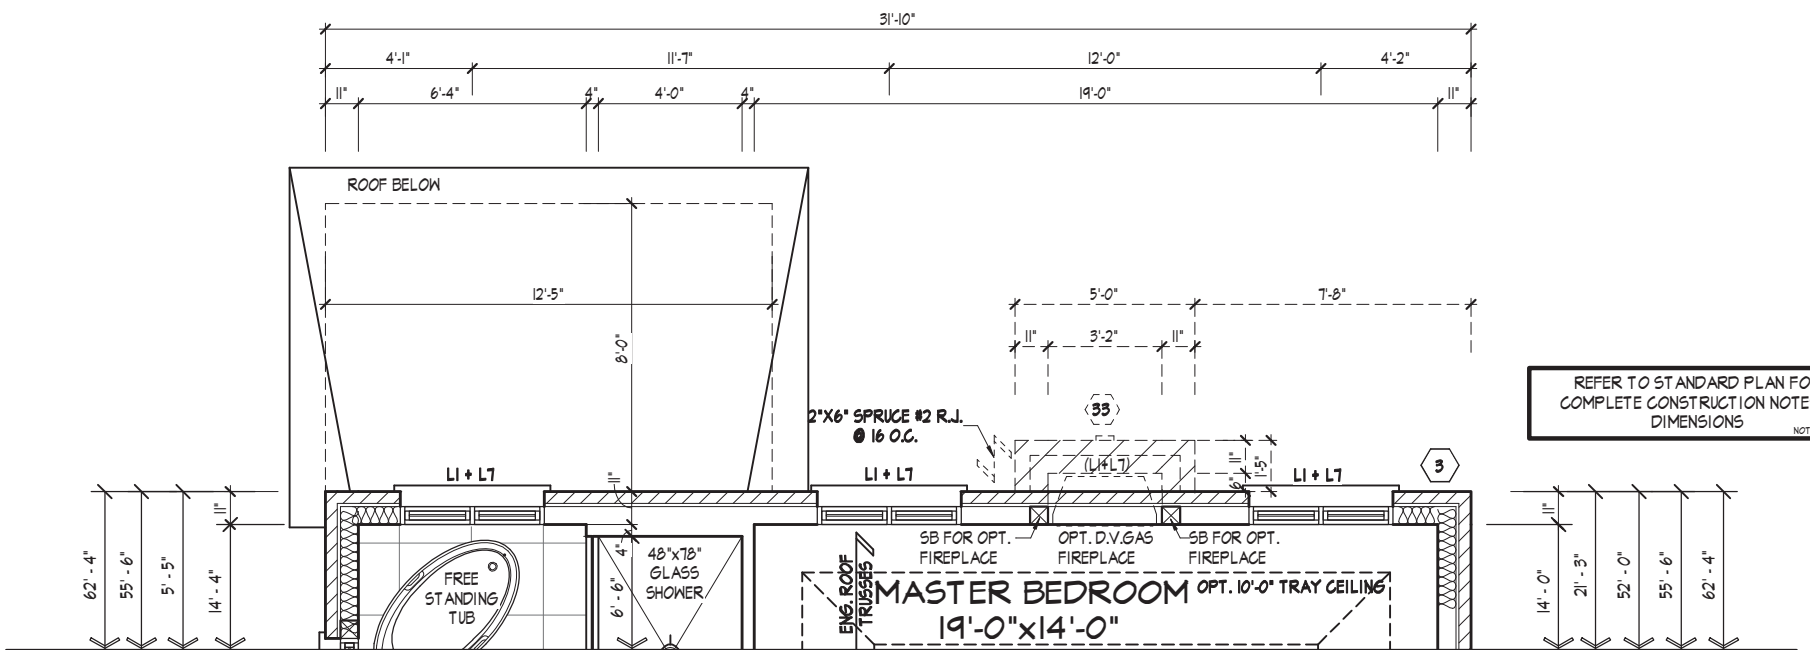 31'-10"
4'-1" 11'-7" 12'-0" 4'-2"
11" 6'-4" 4" 4'-0" 4" 19'-0" 11"
ROOF BELOW
12'-5"
8'-0"
5'-0" 7'-8"
11" 3'-2" 11"
33
2"X6" SPRUCE #2 R.J.
@ 16 O.C.
REFER TO STANDARD PLAN FO
COMPLETE CONSTRUCTION NOTE
DIMENSIONS
NOT
L1 + L7
L1 + L7
(L1+L7)
L1 + L7
3
11"
6"
1'-5"
11"
62' - 4"
55' - 6"
5' - 5"
11"
14' - 4"
4"
6' - 6"
FREE
STANDING
TUB
48"x78"
GLASS
SHOWER
ENG. ROOF
TRUSSES
SB FOR OPT.
FIREPLACE
OPT. D.V.GAS
FIREPLACE
SB FOR OPT.
FIREPLACE
MASTER BEDROOM
19'-0"x14'-0"
OPT. 10'-0" TRAY CEILING
11"
14' - 0"
21' - 3"
52' - 0"
55' - 6"
62' - 4"